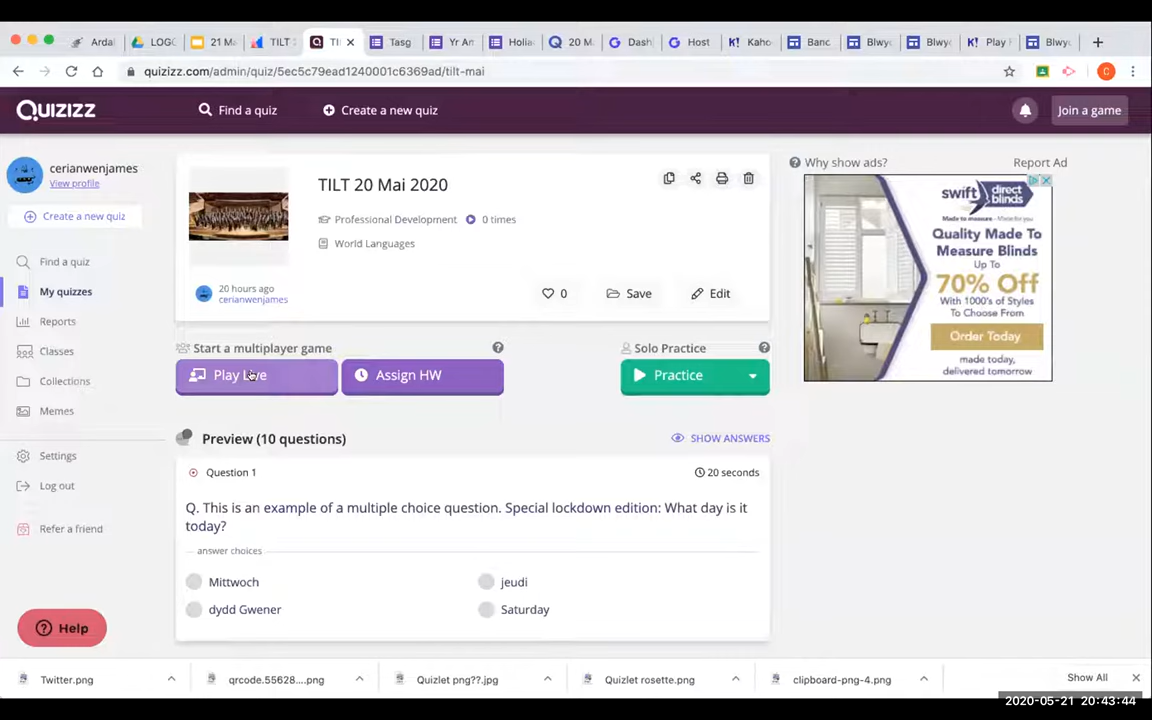 Ardal
LOGO
21 Ma
TILT
Tasg
Yr Am
Holia
20 M
Dash
Host
Kaho
Banc
Blwy
Blwy
Play K
Blwy
quizizz.com/admin/quiz/5ec5c79ead1240001c6369ad/tilt-mai
QUIZIZZ
Find a quiz
Create a new quiz
Join a game
cerianwenjames
View profile
Create a new quiz
Find a quiz
My quizzes
Reports
Classes
Collections
Memes
Settings
Log out
Refer a friend
Help
TILT 20 Mai 2020
Professional Development
0 times
World Languages
20 hours ago
cerianwenjames
0
Save
Edit
Start a multiplayer game
Play Live
Assign HW
Solo Practice
Practice
Preview (10 questions)
SHOW ANSWERS
Question 1
20 seconds
Q. This is an example of a multiple choice question. Special lockdown edition: What day is it
today?
answer choices
Mittwoch
jeudi
dydd Gwener
Saturday
Why show ads?
Report Ad
swift direct
blinds
Quality Made To
Measure Blinds
Up To
70% Off
With 1000's of Styles
To Choose From
Order Today
made today,
delivered tomorrow
Twitter.png
qrcode.55628....png
Quizlet png??.jpg
Quizlet rosette.png
clipboard-png-4.png
Show All
2020-05-21 20:43:44